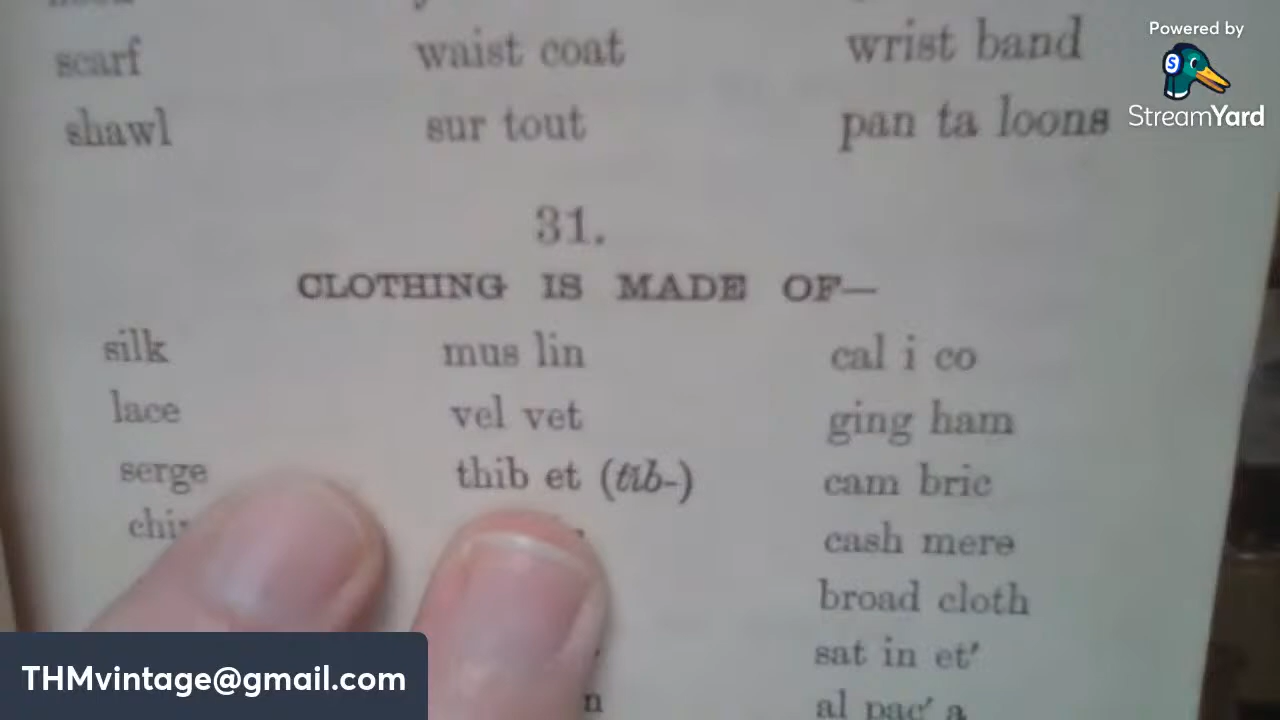 Powered by
StreamYard
scarf waist coat wrist band
shawl sur tout pan ta loons
31.
CLOTHING IS MADE OF—
silk mus lin cal i co
lace vel vet ging ham
serge thib et (tib-) cam bric
cash mere
broad cloth
sat in et′
al pac′ a
THMvintage@gmail.com